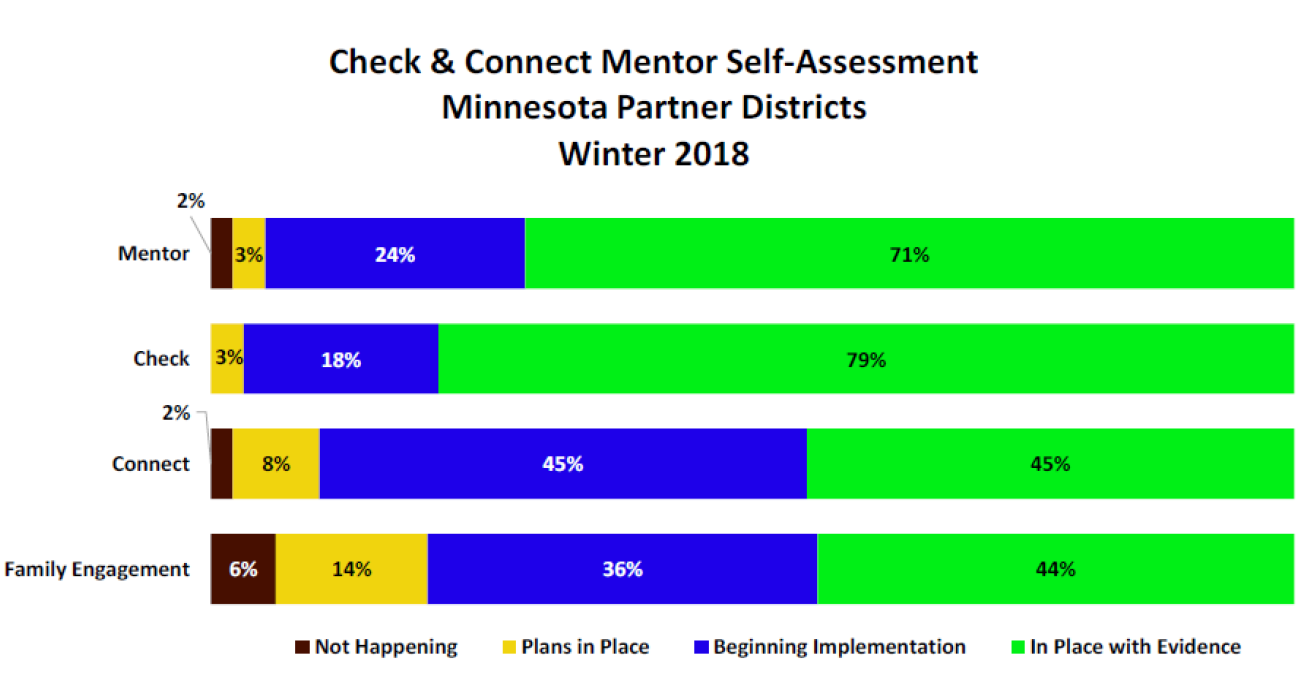 Check & Connect Mentor Self-Assessment
Minnesota Partner Districts
Winter 2018
2%
Mentor 3% 24% 71%
Check 3% 18% 79%
2%
Connect 8% 45% 45%
Family Engagement 6% 14% 36% 44%
Not Happening Plans in Place Beginning Implementation In Place with Evidence